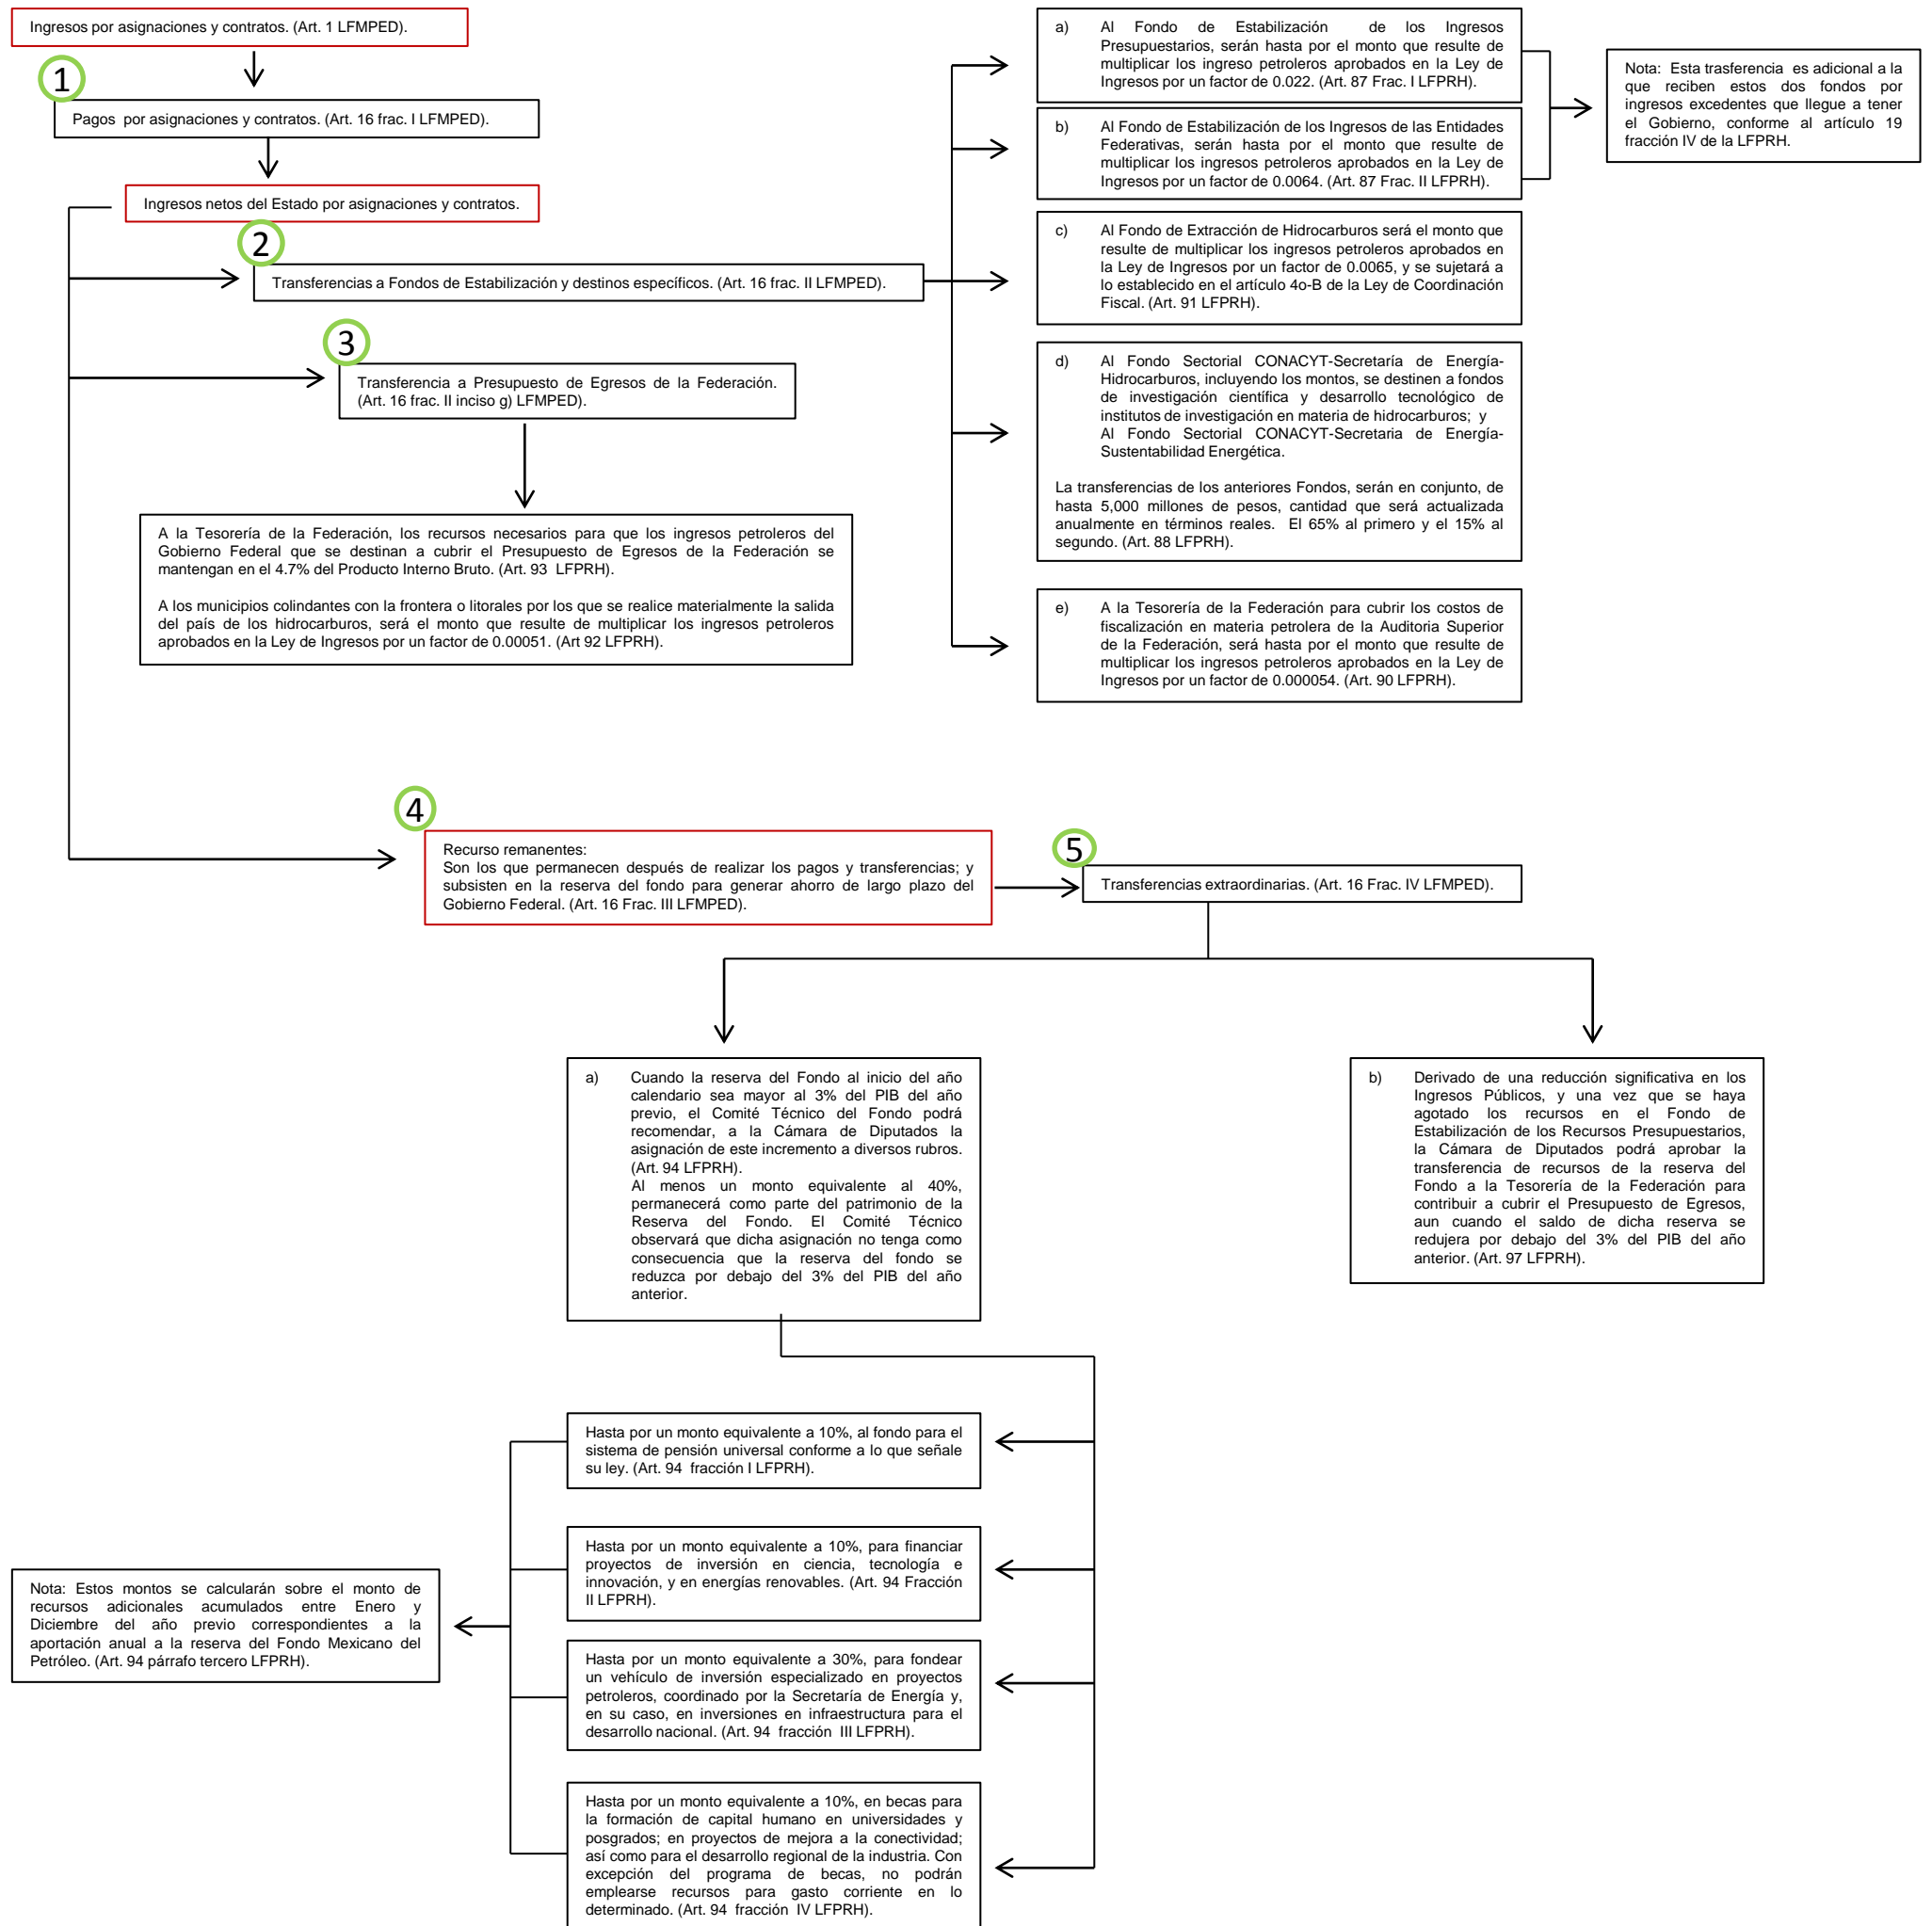 Ingresos por asignaciones y contratos. (Art. 1 LFMPED).
1
Pagos por asignaciones y contratos. (Art. 16 frac. I LFMPED).
Ingresos netos del Estado por asignaciones y contratos.
2
Transferencias a Fondos de Estabilización y destinos específicos. (Art. 16 frac. II LFMPED).
3
Transferencia a Presupuesto de Egresos de la Federación.
(Art. 16 frac. II inciso g) LFMPED).
A la Tesorería de la Federación, los recursos necesarios para que los ingresos petroleros del
Gobierno Federal que se destinan a cubrir el Presupuesto de Egresos de la Federación se
mantengan en el 4.7% del Producto Interno Bruto. (Art. 93 LFPRH).
A los municipios colindantes con la frontera o litorales por los que se realice materialmente la salida
del país de los hidrocarburos, será el monto que resulte de multiplicar los ingresos petroleros
aprobados en la Ley de Ingresos por un factor de 0.00051. (Art 92 LFPRH).
a) Al Fondo de Estabilización de los Ingresos
Presupuestarios, serán hasta por el monto que resulte de
multiplicar los ingreso petroleros aprobados en la Ley de
Ingresos por un factor de 0.022. (Art. 87 Frac. I LFPRH).
b) Al Fondo de Estabilización de los Ingresos de las Entidades
Federativas, serán hasta por el monto que resulte de
multiplicar los ingresos petroleros aprobados en la Ley de
Ingresos por un factor de 0.0064. (Art. 87 Frac. II LFPRH).
Nota: Esta trasferencia es adicional a la
que reciben estos dos fondos por
ingresos excedentes que llegue a tener
el Gobierno, conforme al artículo 19
fracción IV de la LFPRH.
c) Al Fondo de Extracción de Hidrocarburos será el monto que
resulte de multiplicar los ingresos petroleros aprobados en
la Ley de Ingresos por un factor de 0.0065, y se sujetará a
lo establecido en el artículo 4o-B de la Ley de Coordinación
Fiscal. (Art. 91 LFPRH).
d) Al Fondo Sectorial CONACYT-Secretaría de Energía-
Hidrocarburos, incluyendo los montos, se destinen a fondos
de investigación científica y desarrollo tecnológico de
institutos de investigación en materia de hidrocarburos; y
Al Fondo Sectorial CONACYT-Secretaria de Energía-
Sustentabilidad Energética.
La transferencias de los anteriores Fondos, serán en conjunto, de
hasta 5,000 millones de pesos, cantidad que será actualizada
anualmente en términos reales. El 65% al primero y el 15% al
segundo. (Art. 88 LFPRH).
e) A la Tesorería de la Federación para cubrir los costos de
fiscalización en materia petrolera de la Auditoria Superior
de la Federación, será hasta por el monto que resulte de
multiplicar los ingresos petroleros aprobados en la Ley de
Ingresos por un factor de 0.000054. (Art. 90 LFPRH).
4
Recurso remanentes:
Son los que permanecen después de realizar los pagos y transferencias; y
subsisten en la reserva del fondo para generar ahorro de largo plazo del
Gobierno Federal. (Art. 16 Frac. III LFMPED).
5
Transferencias extraordinarias. (Art. 16 Frac. IV LFMPED).
a) Cuando la reserva del Fondo al inicio del año
calendario sea mayor al 3% del PIB del año
previo, el Comité Técnico del Fondo podrá
recomendar, a la Cámara de Diputados la
asignación de este incremento a diversos rubros.
(Art. 94 LFPRH).
Al menos un monto equivalente al 40%,
permanecerá como parte del patrimonio de la
Reserva del Fondo. El Comité Técnico
observará que dicha asignación no tenga como
consecuencia que la reserva del fondo se
reduzca por debajo del 3% del PIB del año
anterior.
b) Derivado de una reducción significativa en los
Ingresos Públicos, y una vez que se haya
agotado los recursos en el Fondo de
Estabilización de los Recursos Presupuestarios,
la Cámara de Diputados podrá aprobar la
transferencia de recursos de la reserva del
Fondo a la Tesorería de la Federación para
contribuir a cubrir el Presupuesto de Egresos,
aun cuando el saldo de dicha reserva se
redujera por debajo del 3% del PIB del año
anterior. (Art. 97 LFPRH).
Hasta por un monto equivalente a 10%, al fondo para el
sistema de pensión universal conforme a lo que señale
su ley. (Art. 94 fracción I LFPRH).
Hasta por un monto equivalente a 10%, para financiar
proyectos de inversión en ciencia, tecnología e
innovación, y en energías renovables. (Art. 94 Fracción
II LFPRH).
Hasta por un monto equivalente a 30%, para fondear
un vehículo de inversión especializado en proyectos
petroleros, coordinado por la Secretaría de Energía y,
en su caso, en inversiones en infraestructura para el
desarrollo nacional. (Art. 94 fracción III LFPRH).
Hasta por un monto equivalente a 10%, en becas para
la formación de capital humano en universidades y
posgrados; en proyectos de mejora a la conectividad;
así como para el desarrollo regional de la industria. Con
excepción del programa de becas, no podrán
emplearse recursos para gasto corriente en lo
determinado. (Art. 94 fracción IV LFPRH).
Nota: Estos montos se calcularán sobre el monto de
recursos adicionales acumulados entre Enero y
Diciembre del año previo correspondientes a la
aportación anual a la reserva del Fondo Mexicano del
Petróleo. (Art. 94 párrafo tercero LFPRH).